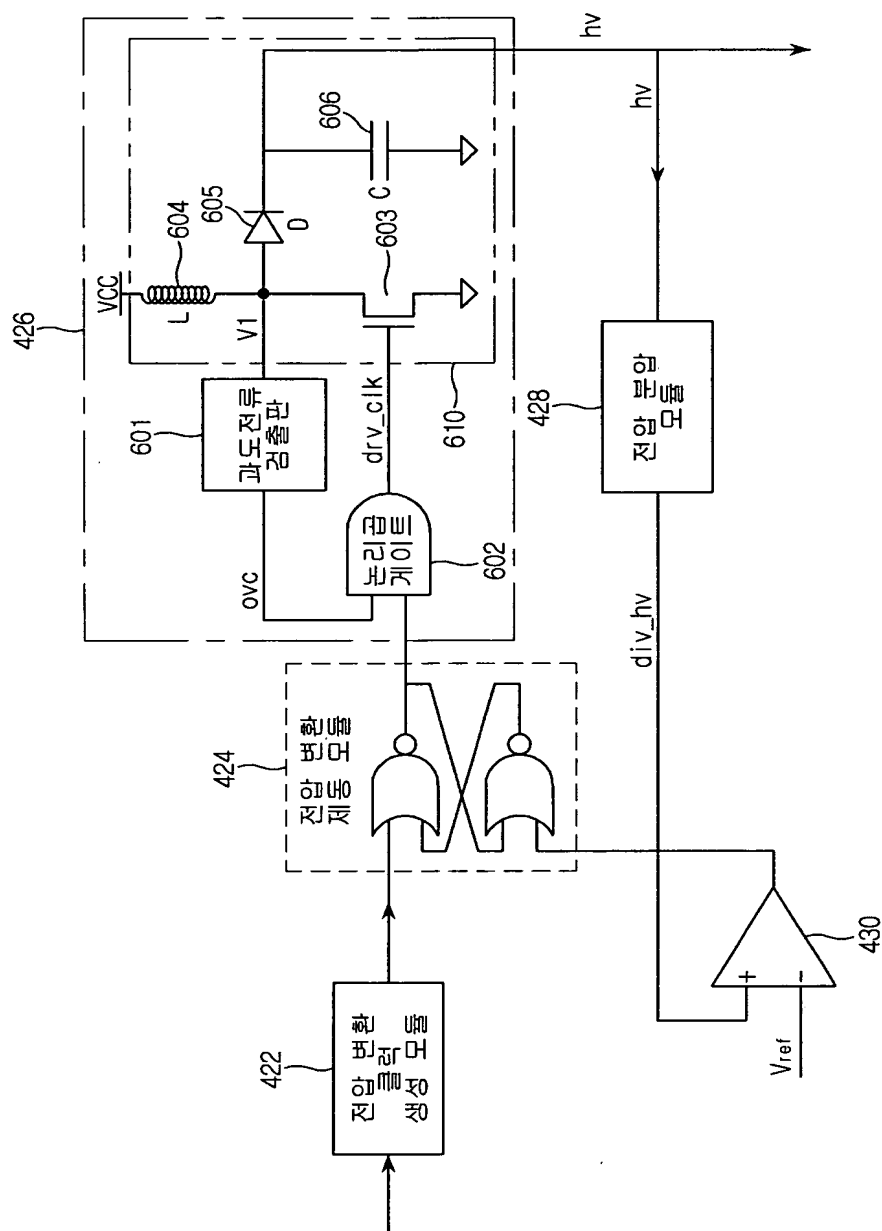 426
VCC
604
L
605
D
606
C
603
V1
601
과도전류
검출판
610
drv_clk
ovc
논리곱
게이트
602
hv
hv
424
전압 변환
제동 모듈
422
전압 변환
클럭
생성 모듈
428
전압 분압
모듈
div_hv
430
+
-
Vref